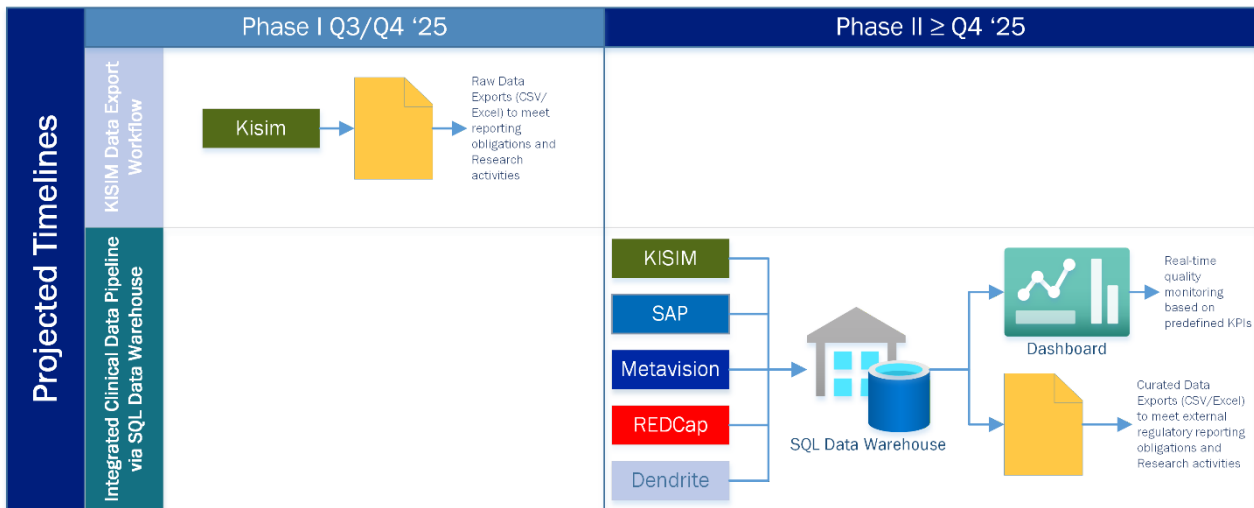 Phase I Q3/Q4 ‘25
Phase II ≥ Q4 ‘25
Projected Timelines
KISIM Data Export
Workflow
Kisim
Raw Data
Exports (CSV/
Excel) to meet
reporting
obligations and
Research
activities
Integrated Clinical Data Pipeline
via SQL Data Warehouse
KISIM
SAP
Metavision
REDCap
Dendrite
SQL Data Warehouse
Dashboard
Real-time
quality
monitoring
based on
predefined KPIs
Curated Data
Exports (CSV/Excel)
to meet external
regulatory reporting
obligations and
Research activities